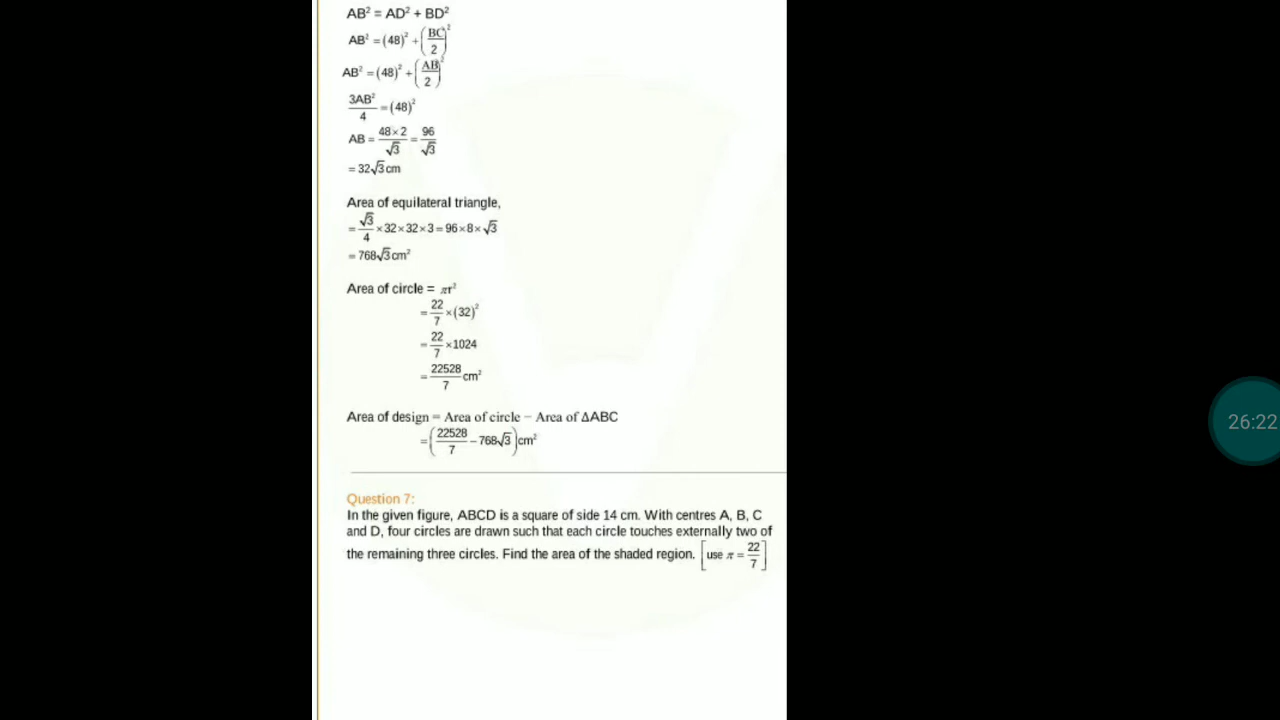 AB² = AD² + BD²
AB² = (48)² + (BC/2)²
AB² = (48)² + (AB/2)²
3AB²/4 = (48)²
AB = 48×2/√3 = 96/√3
= 32√3 cm
Area of equilateral triangle,
= √3/4 × 32 × 32 × 3 = 96 × 8 × √3
= 768√3 cm²
Area of circle = πr²
= 22/7 × (32)²
= 22/7 × 1024
= 22528/7 cm²
Area of design = Area of circle − Area of ΔABC
= (22528/7 − 768√3) cm²
26:22
Question 7:
In the given figure, ABCD is a square of side 14 cm. With centres A, B, C
and D, four circles are drawn such that each circle touches externally two of
the remaining three circles. Find the area of the shaded region. [use π = 22/7]